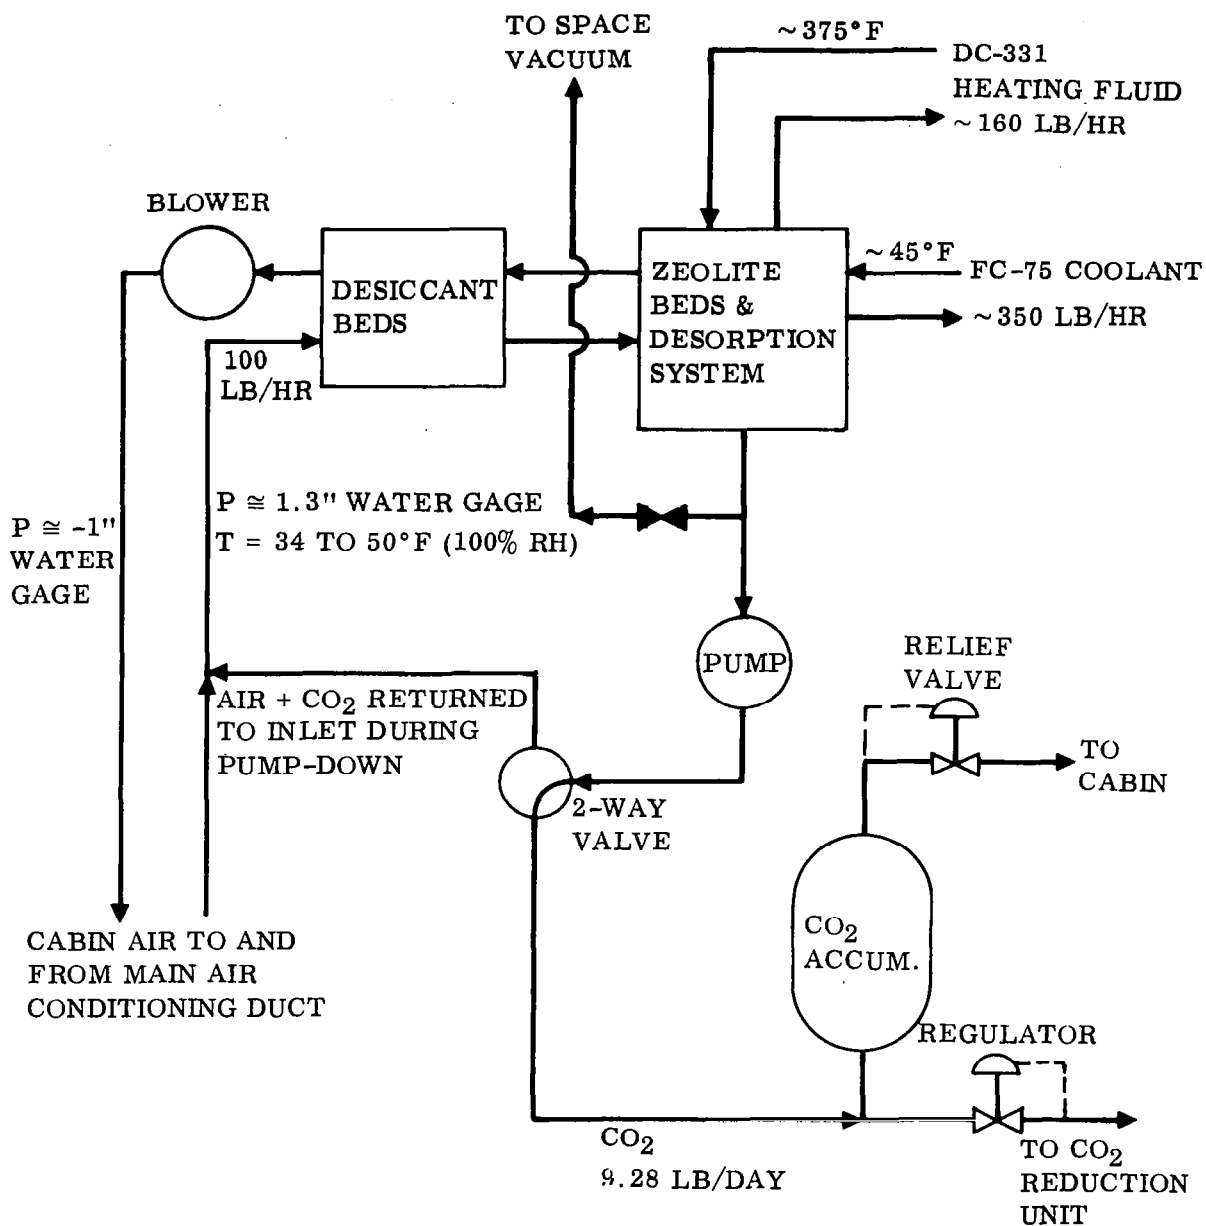 TO SPACE
VACUUM
~375°F
DC-331
HEATING FLUID
~160 LB/HR
BLOWER
DESICCANT
BEDS
ZEOLITE
BEDS &
DESORPTION
SYSTEM
~45°F
FC-75 COOLANT
~350 LB/HR
100
LB/HR
P ≅ 1.3" WATER GAGE
T = 34 TO 50°F (100% RH)
P ≅ -1"
WATER
GAGE
PUMP
RELIEF
VALVE
AIR + CO2 RETURNED
TO INLET DURING
PUMP-DOWN
TO
CABIN
2-WAY
VALVE
CO2
ACCUM.
CABIN AIR TO AND
FROM MAIN AIR
CONDITIONING DUCT
REGULATOR
CO2
9.28 LB/DAY
TO CO2
REDUCTION
UNIT